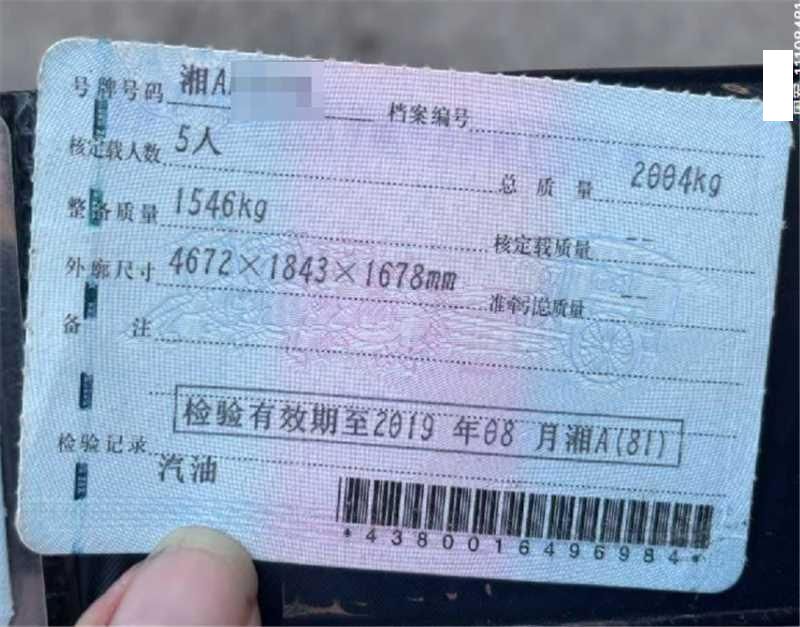 号牌号码 湘A 档案编号
核定载人数 5人 总质量 2004kg
整备质量 1546kg 核定载质量 --
外廓尺寸 4672×1843×1678mm 准牵引总质量 --
备注
检验有效期至2019年08月湘A(81)
检验记录
汽油
*4380016496984*